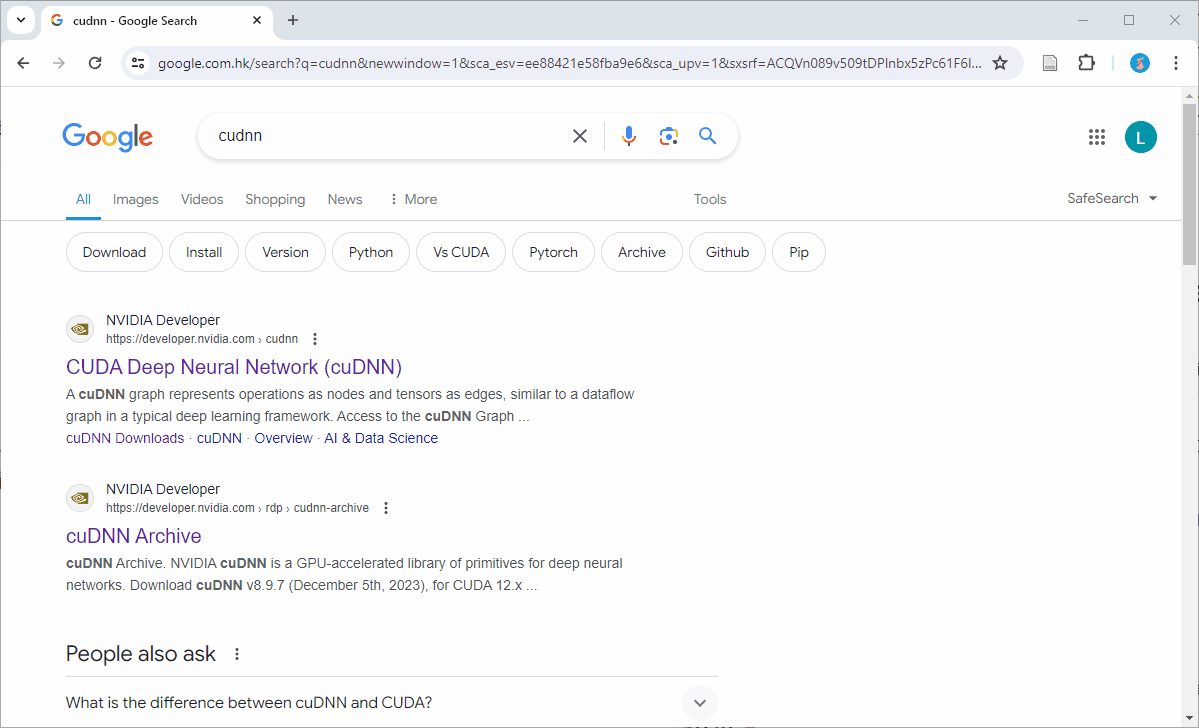 cudnn - Google Search
google.com.hk/search?q=cudnn&newwindow=1&sca_esv=ee88421e58fba9e6&sca_upv=1&sxsrf=ACQVn089v509tDPInbx5zPc61F6I...
Google
cudnn
L
All Images Videos Shopping News More Tools SafeSearch
Download Install Version Python Vs CUDA Pytorch Archive Github Pip
NVIDIA Developer
https://developer.nvidia.com › cudnn
CUDA Deep Neural Network (cuDNN)
A cuDNN graph represents operations as nodes and tensors as edges, similar to a dataflow
graph in a typical deep learning framework. Access to the cuDNN Graph ...
cuDNN Downloads · cuDNN · Overview · AI & Data Science
NVIDIA Developer
https://developer.nvidia.com › rdp › cudnn-archive
cuDNN Archive
cuDNN Archive. NVIDIA cuDNN is a GPU-accelerated library of primitives for deep neural
networks. Download cuDNN v8.9.7 (December 5th, 2023), for CUDA 12.x ...
People also ask
What is the difference between cuDNN and CUDA?